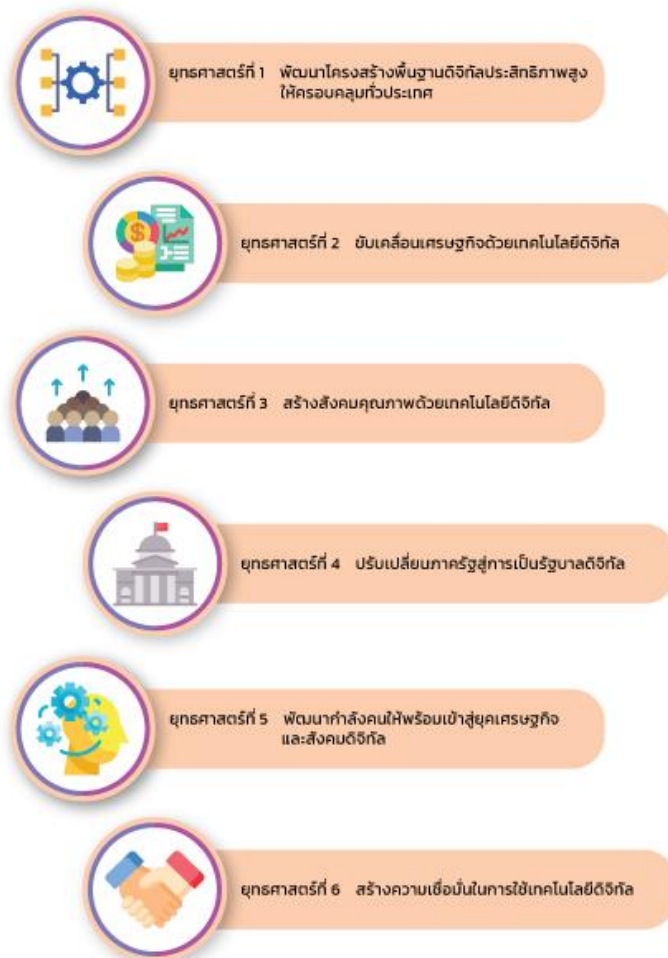 ยุทธศาสตร์ที่ 1 พัฒนาโครงสร้างพื้นฐานดิจิทัลประสิทธิภาพสูง
ให้ครอบคลุมทั่วประเทศ
ยุทธศาสตร์ที่ 2 ขับเคลื่อนเศรษฐกิจด้วยเทคโนโลยีดิจิทัล
ยุทธศาสตร์ที่ 3 สร้างสังคมคุณภาพด้วยเทคโนโลยีดิจิทัล
ยุทธศาสตร์ที่ 4 ปรับเปลี่ยนภาครัฐสู่การเป็นรัฐบาลดิจิทัล
ยุทธศาสตร์ที่ 5 พัฒนากำลังคนให้พร้อมเข้าสู่ยุคเศรษฐกิจ
และสังคมดิจิทัล
ยุทธศาสตร์ที่ 6 สร้างความเชื่อมั่นในการใช้เทคโนโลยีดิจิทัล